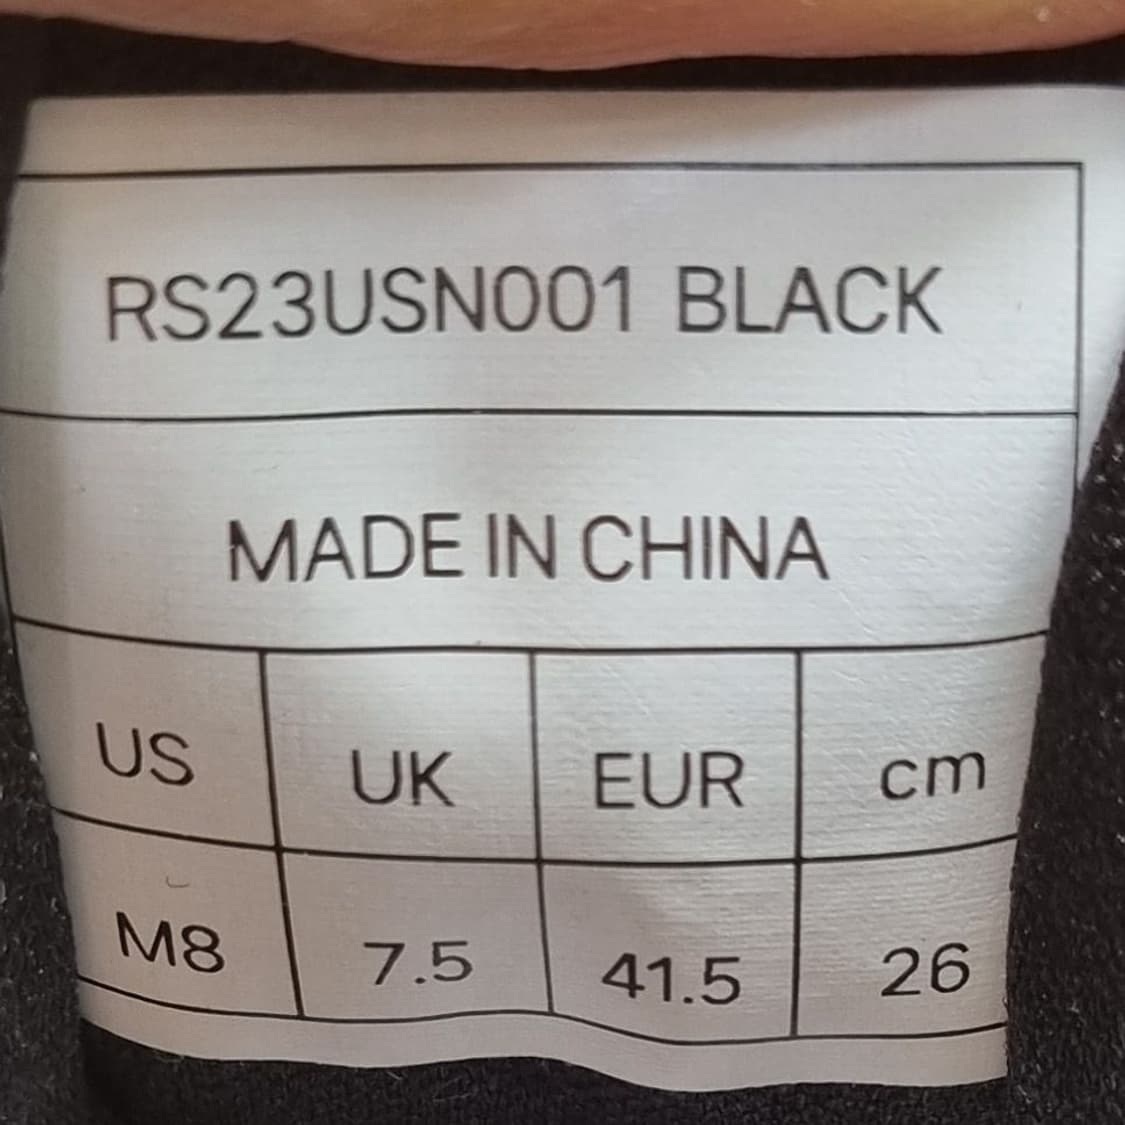 RS23USN001 BLACK
MADE IN CHINA
US UK EUR cm
M8 7.5 41.5 26